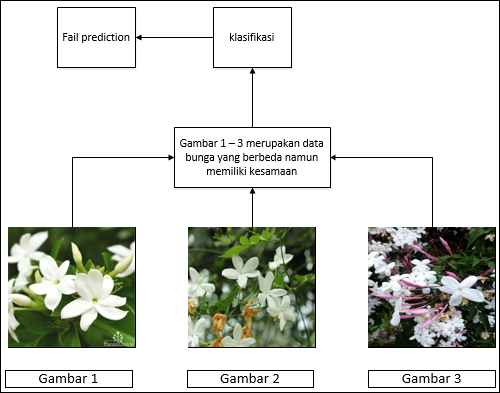 Fail prediction
klasifikasi
Gambar 1 – 3 merupakan data
bunga yang berbeda namun
memiliki kesamaan
Gambar 1
Gambar 2
Gambar 3